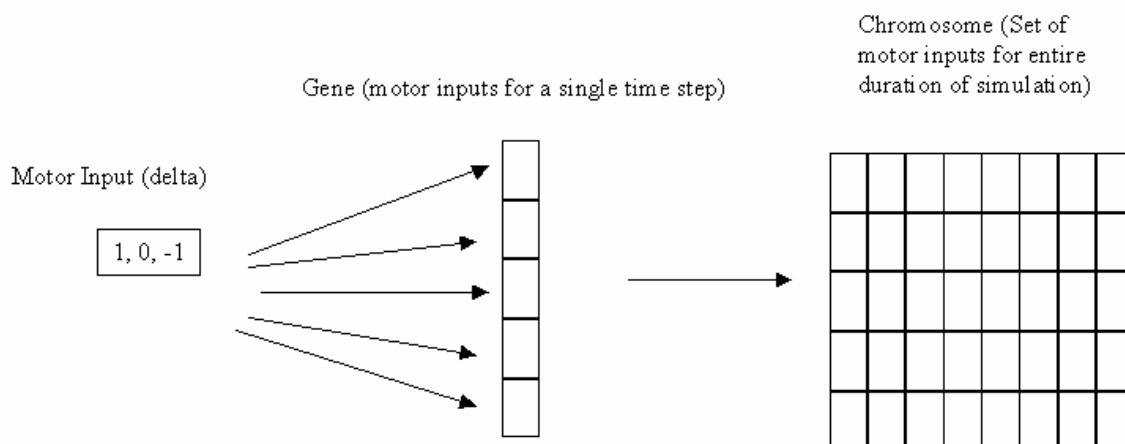 Chromosome (Set of
motor inputs for entire
duration of simulation)
Gene (motor inputs for a single time step)
Motor Input (delta)
1, 0, -1